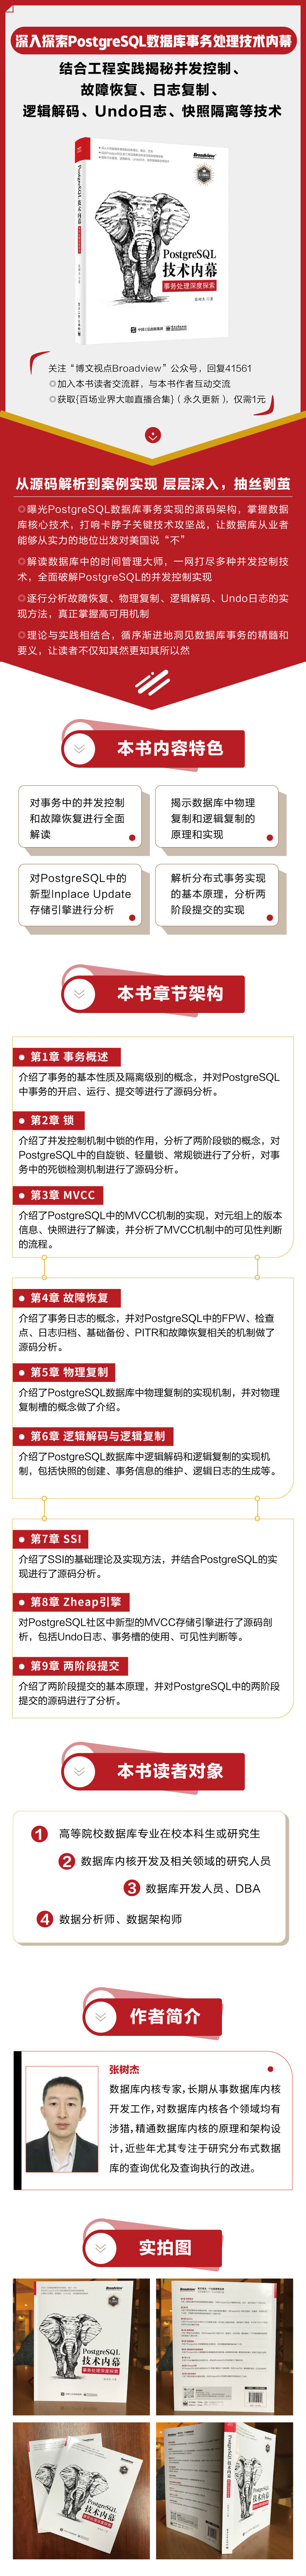 深入探索PostgreSQL数据库事务处理技术内幕
结合工程实践揭秘并发控制、
故障恢复、日志复制、
逻辑解码、Undo日志、快照隔离等技术
Broadview
PostgreSQL
技术内幕
事务处理深度探索
张树杰 著
关注“博文视点Broadview”公众号，回复41561
◎加入本书读者交流群，与本书作者互动交流
◎获取{百场业界大咖直播合集}（永久更新），仅需1元
从源码解析到案例实现 层层深入，抽丝剥茧
◎曝光PostgreSQL数据库事务实现的源码架构，掌握数据
库核心技术，打响卡脖子关键技术攻坚战，让数据库从业者
能够从实力的地位出发对美国说“不”
◎解读数据库中的时间管理大师，一网打尽多种并发控制技
术，全面破解PostgreSQL的并发控制实现
◎逐行分析故障恢复、物理复制、逻辑解码、Undo日志的实
现方法，真正掌握高可用机制
◎理论与实践相结合，循序渐进地洞见数据库事务的精髓和
要义，让读者不仅知其然更知其所以然
本书内容特色
对事务中的并发控制
和故障恢复进行全面
解读
揭示数据库中物理
复制和逻辑复制的
原理和实现
对PostgreSQL中的
新型Inplace Update
存储引擎进行分析
解析分布式事务实现
的基本原理，分析两
阶段提交的实现
本书章节架构
第1章 事务概述
介绍了事务的基本性质及隔离级别的概念，并对PostgreSQL
中事务的开启、运行、提交等进行了源码分析。
第2章 锁
介绍了并发控制机制中锁的作用，分析了两阶段锁的概念，对
PostgreSQL中的自旋锁、轻量锁、常规锁进行了分析，对事
务中的死锁检测机制进行了源码分析。
第3章 MVCC
介绍了PostgreSQL中的MVCC机制的实现，对元组上的版本
信息、快照进行了解读，并分析了MVCC机制中的可见性判断
的流程。
第4章 故障恢复
介绍了事务日志的概念，并对PostgreSQL中的FPW、检查
点、日志归档、基础备份、PITR和故障恢复相关的机制做了
源码分析。
第5章 物理复制
介绍了PostgreSQL数据库中物理复制的实现机制，并对物理
复制槽的概念做了介绍。
第6章 逻辑解码与逻辑复制
介绍了PostgreSQL数据库中逻辑解码和逻辑复制的实现机
制，包括快照的创建、事务信息的维护、逻辑日志的生成等。
第7章 SSI
介绍了SSI的基础理论及实现方法，并结合PostgreSQL的实
现进行了源码分析。
第8章 Zheap引擎
对PostgreSQL社区中新型的MVCC存储引擎进行了源码剖
析，包括Undo日志、事务槽的使用、可见性判断等。
第9章 两阶段提交
介绍了两阶段提交的基本原理，并对PostgreSQL中的两阶段
提交的源码进行了分析。
本书读者对象
1 高等院校数据库专业在校本科生或研究生
2 数据库内核开发及相关领域的研究人员
3 数据库开发人员、DBA
4 数据分析师、数据架构师
作者简介
张树杰
数据库内核专家，长期从事数据库内核
开发工作，对数据库内核各个领域均有
涉猎，精通数据库内核的原理和架构设
计，近些年尤其专注于研究分布式数据
库的查询优化及查询执行的改进。
实拍图
PostgreSQL
技术内幕
事务处理深度探索
PostgreSQL
技术内幕
PostgreSQL
技术内幕